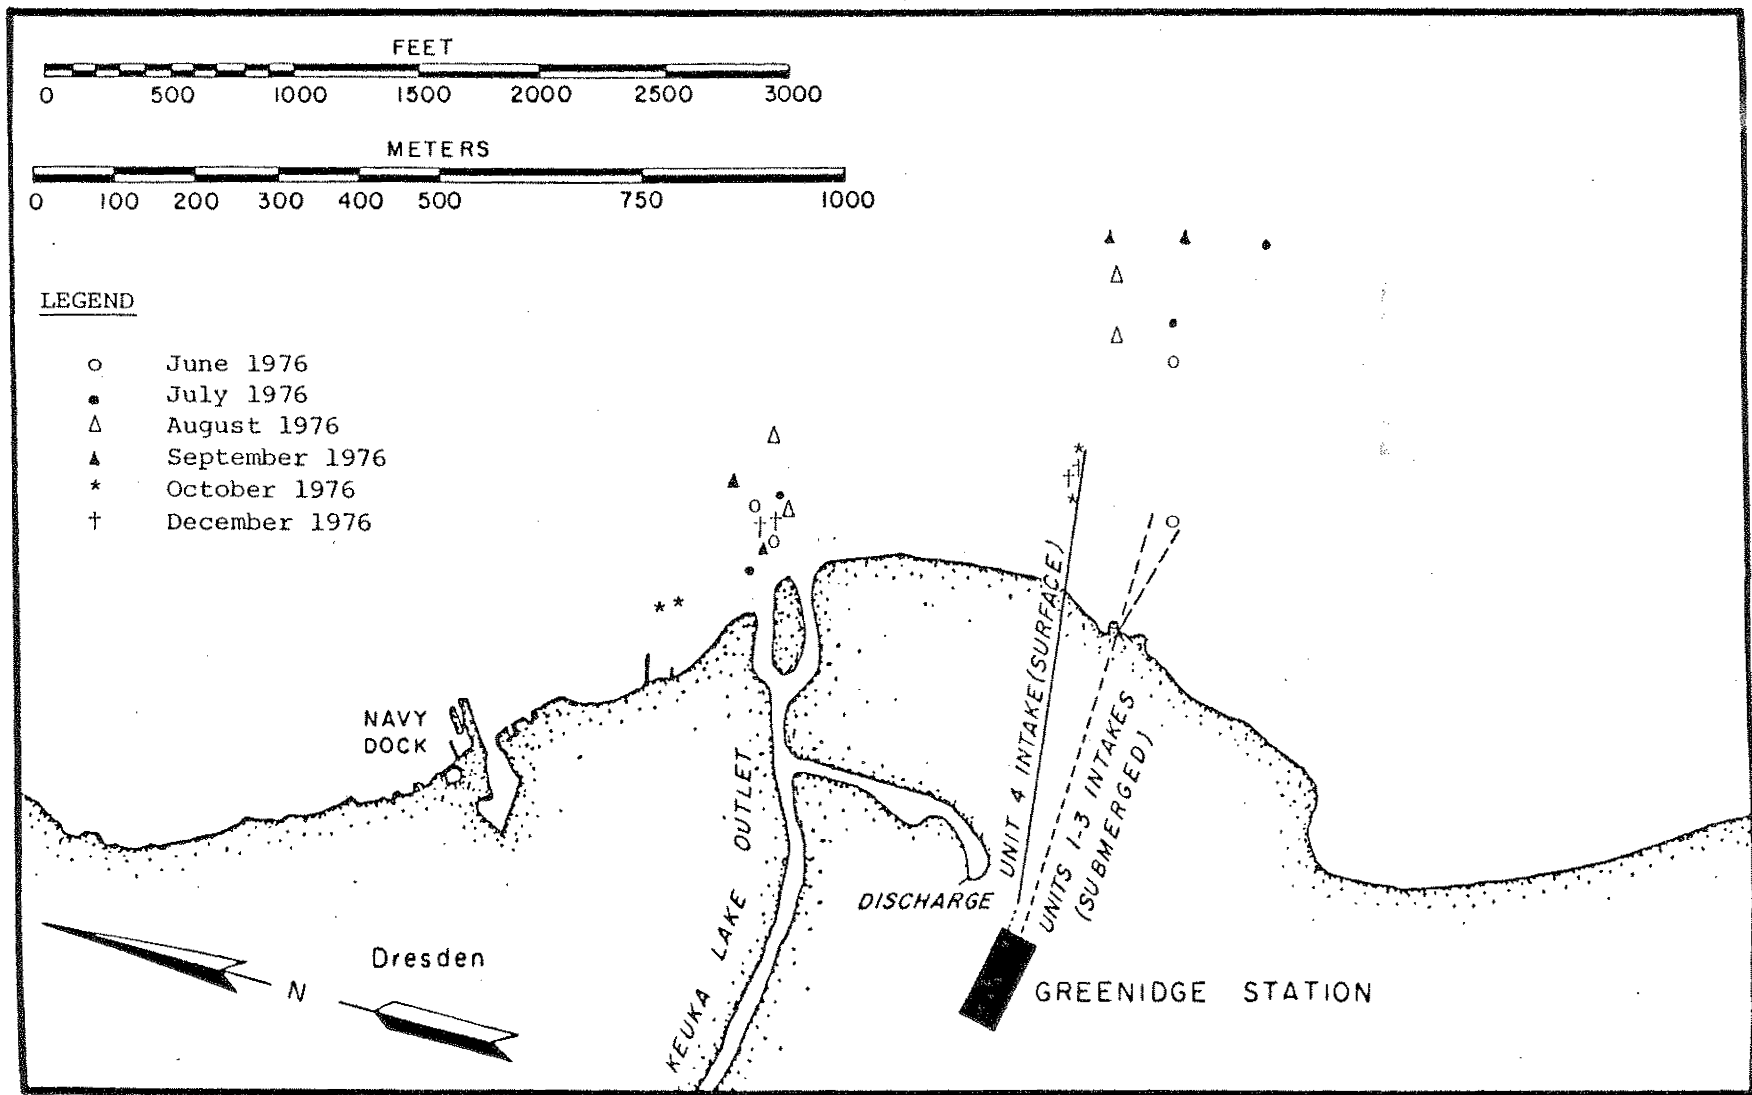 FEET
0 500 1000 1500 2000 2500 3000
METERS
0 100 200 300 400 500 750 1000
LEGEND
o June 1976
• July 1976
Δ August 1976
▲ September 1976
* October 1976
† December 1976
NAVY
DOCK
KEUKA LAKE OUTLET
DISCHARGE
UNIT 4 INTAKE (SURFACE)
UNITS 1-3 INTAKES
(SUBMERGED)
N
Dresden
GREENIDGE STATION